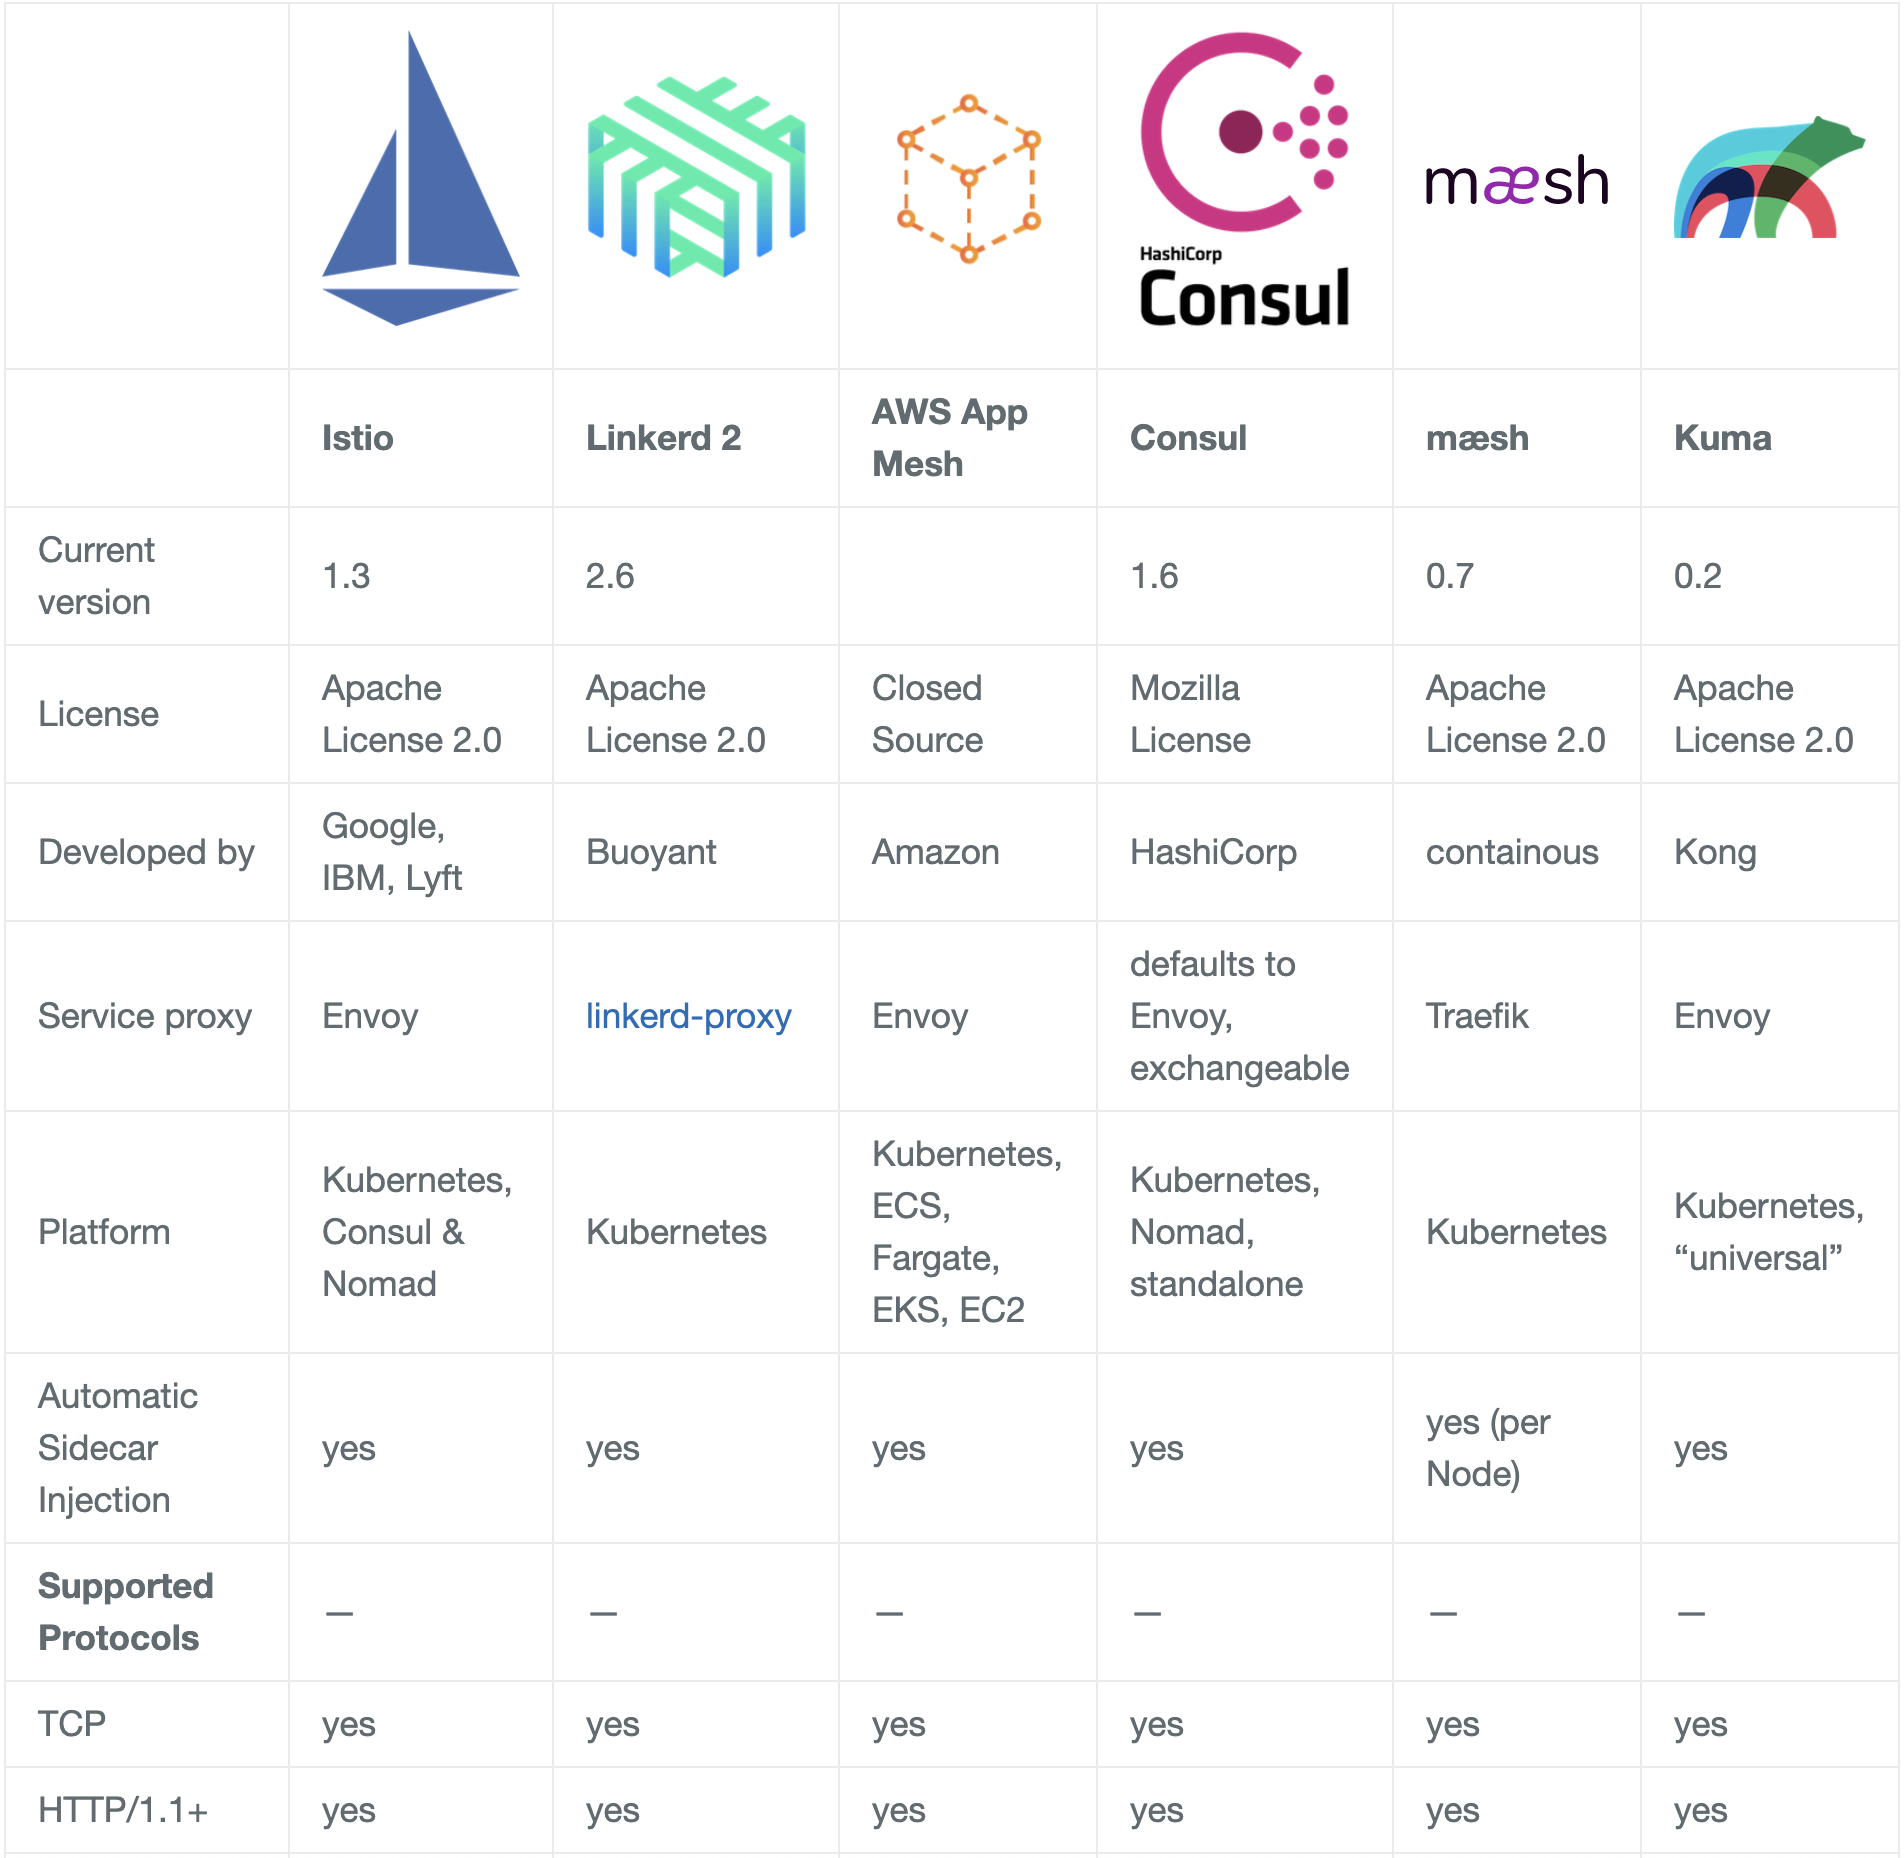 HashiCorp
Consul
mæsh
Istio
Linkerd 2
AWS App
Mesh
Consul
mæsh
Kuma
Current
version
1.3
2.6
1.6
0.7
0.2
License
Apache
License 2.0
Apache
License 2.0
Closed
Source
Mozilla
License
Apache
License 2.0
Apache
License 2.0
Developed by
Google,
IBM, Lyft
Buoyant
Amazon
HashiCorp
containous
Kong
Service proxy
Envoy
linkerd-proxy
Envoy
defaults to
Envoy,
exchangeable
Traefik
Envoy
Platform
Kubernetes,
Consul &
Nomad
Kubernetes
Kubernetes,
ECS,
Fargate,
EKS, EC2
Kubernetes,
Nomad,
standalone
Kubernetes
Kubernetes,
“universal”
Automatic
Sidecar
Injection
yes
yes
yes
yes
yes (per
Node)
yes
Supported
Protocols
—
—
—
—
—
—
TCP
yes
yes
yes
yes
yes
yes
HTTP/1.1+
yes
yes
yes
yes
yes
yes